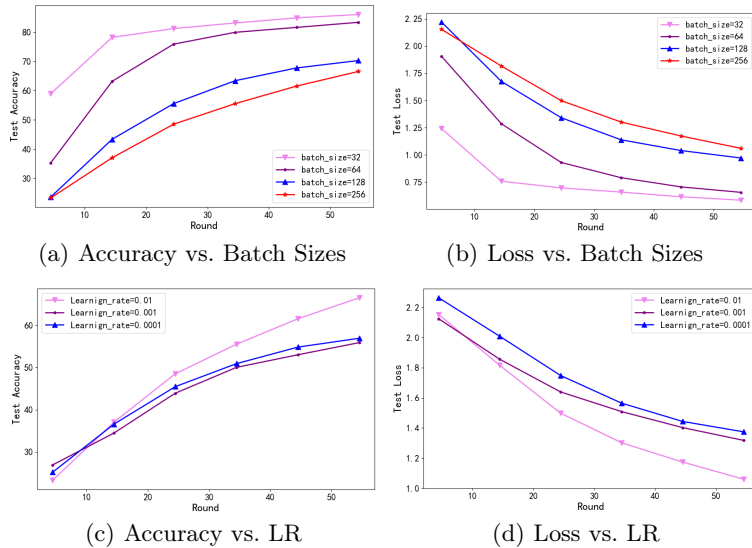 80
70
60
50
40
30
Test Accuracy
batch_size=32
batch_size=64
batch_size=128
batch_size=256
10
20
30
40
50
Round
(a) Accuracy vs. Batch Sizes
2.25
2.00
1.75
1.50
1.25
1.00
0.75
Test Loss
batch_size=32
batch_size=64
batch_size=128
batch_size=256
10
20
30
40
50
Round
(b) Loss vs. Batch Sizes
60
50
40
30
Test Accuracy
Learnign_rate=0.01
Learnign_rate=0.001
Learnign_rate=0.0001
10
20
30
40
50
Round
(c) Accuracy vs. LR
2.2
2.0
1.8
1.6
1.4
1.2
1.0
Test Loss
Learnign_rate=0.01
Learnign_rate=0.001
Learnign_rate=0.0001
10
20
30
40
50
Round
(d) Loss vs. LR